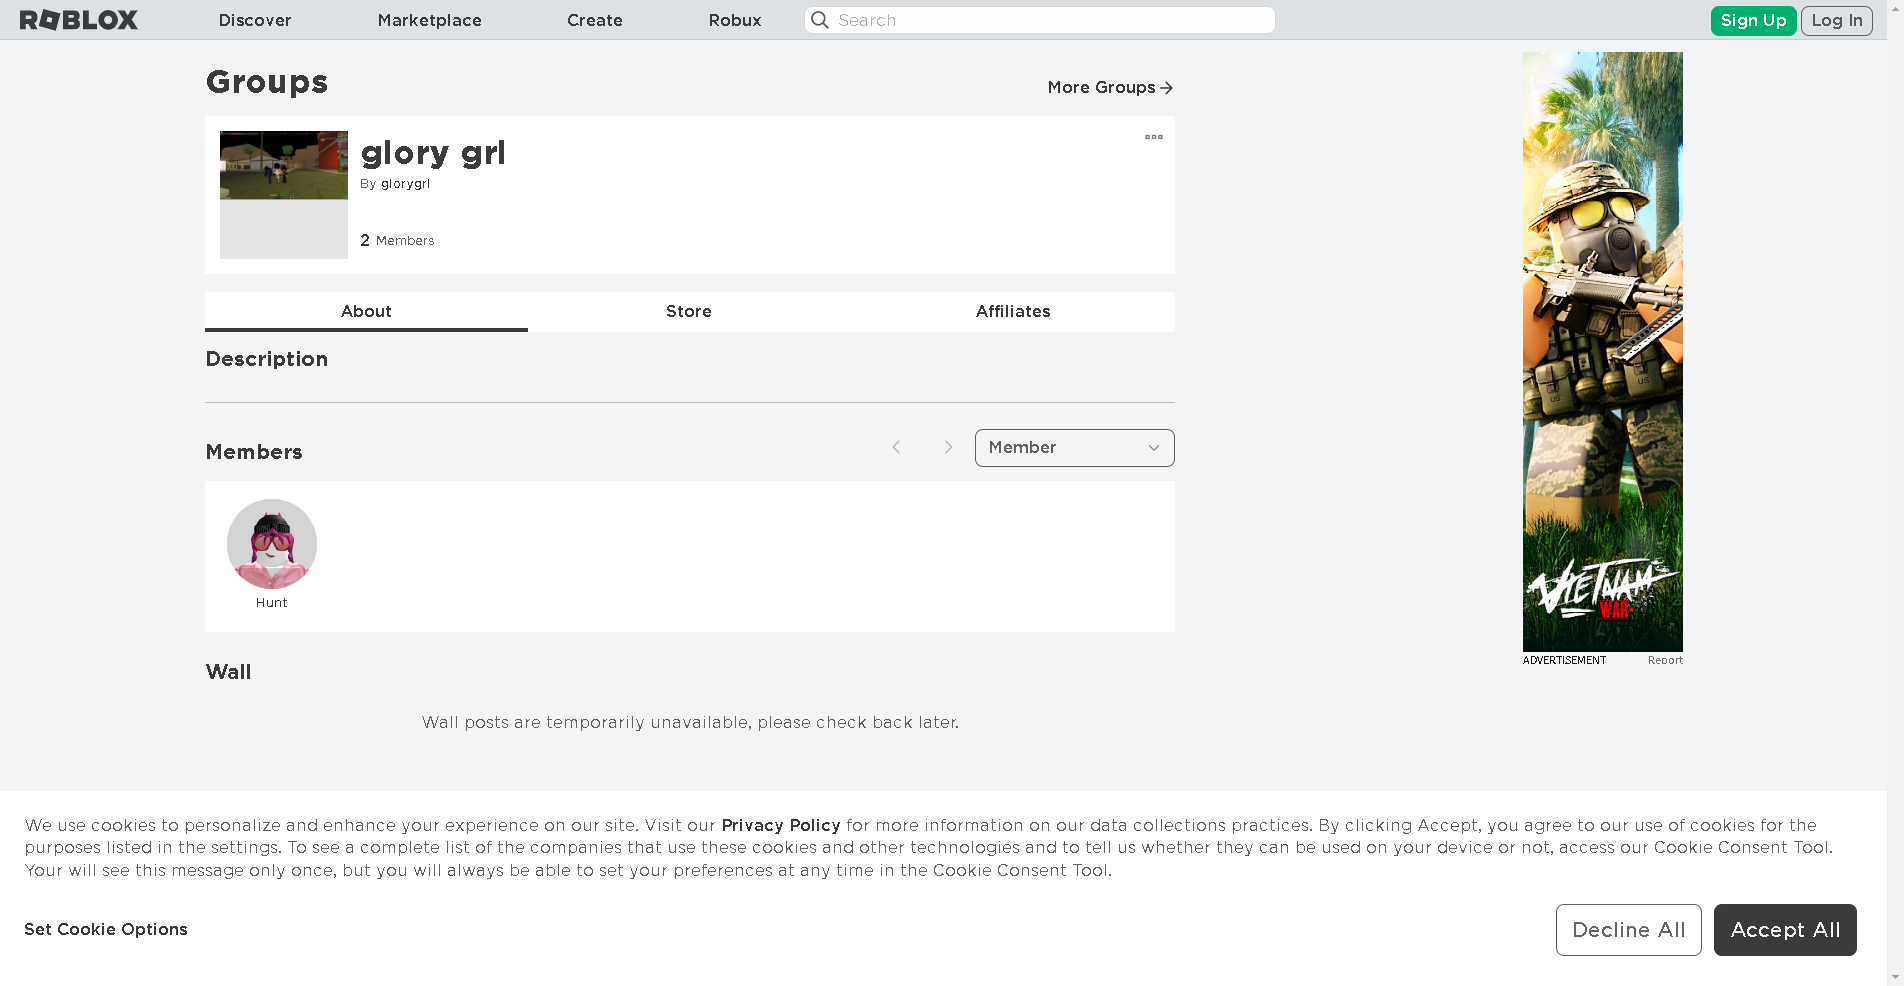 ROBLOX
Discover
Marketplace
Create
Robux
Search
Sign Up
Log In
Groups
More Groups
glory grl
By glorygrl
2 Members
About
Store
Affiliates
Description
Members
Member
Hunt
Wall
Wall posts are temporarily unavailable, please check back later.
US
US
VIETNAM
WAR
ADVERTISEMENT
Report
We use cookies to personalize and enhance your experience on our site. Visit our Privacy Policy for more information on our data collections practices. By clicking Accept, you agree to our use of cookies for the
purposes listed in the settings. To see a complete list of the companies that use these cookies and other technologies and to tell us whether they can be used on your device or not, access our Cookie Consent Tool.
Your will see this message only once, but you will always be able to set your preferences at any time in the Cookie Consent Tool.
Set Cookie Options
Decline All
Accept All